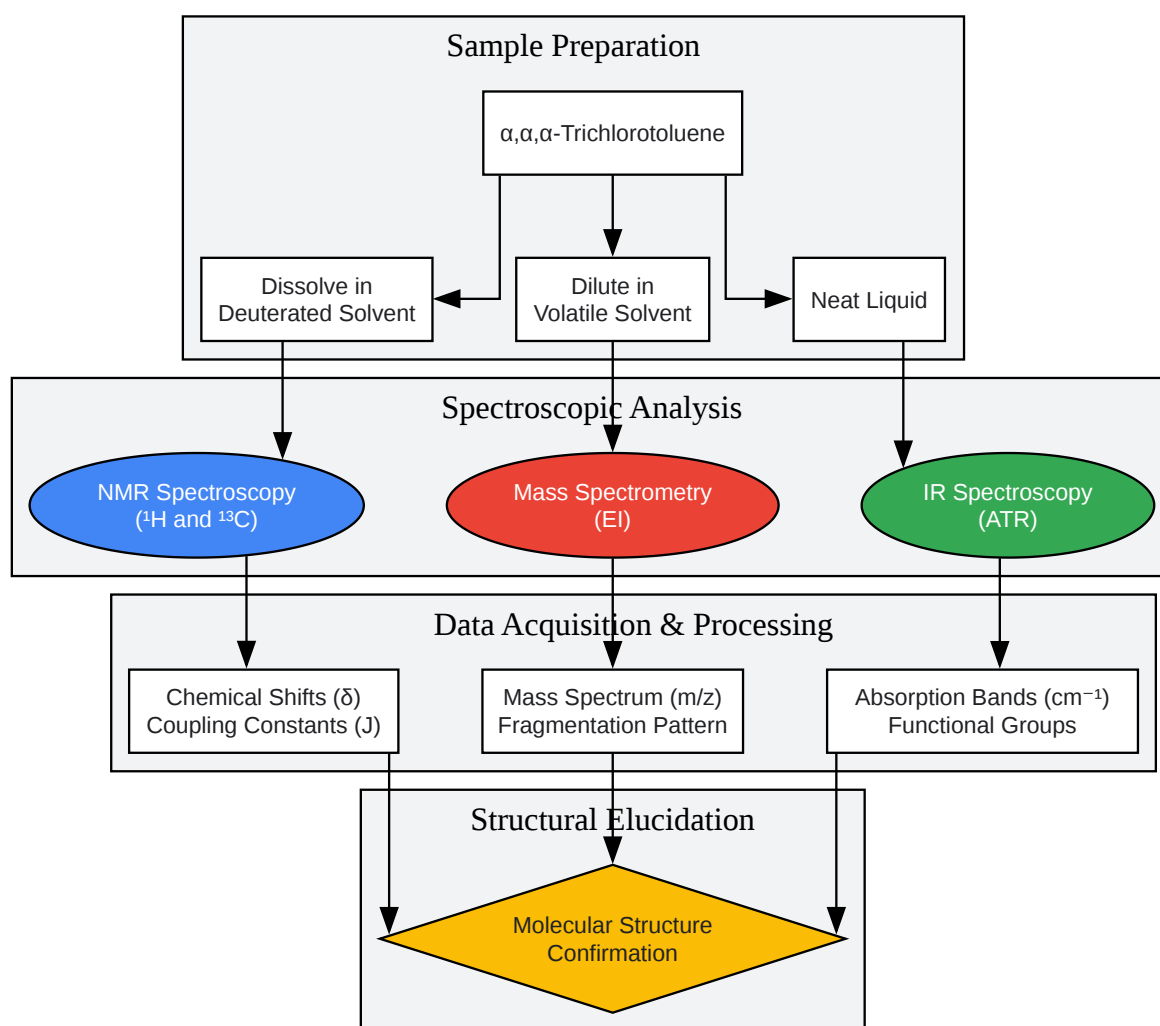 Sample Preparation
α,α,α-Trichlorotoluene
Dissolve in
Deuterated Solvent
Dilute in
Volatile Solvent
Neat Liquid
Spectroscopic Analysis
NMR Spectroscopy
(¹H and ¹³C)
Mass Spectrometry
(EI)
IR Spectroscopy
(ATR)
Data Acquisition & Processing
Chemical Shifts (δ)
Coupling Constants (J)
Mass Spectrum (m/z)
Fragmentation Pattern
Absorption Bands (cm⁻¹)
Functional Groups
Structural Elucidation
Molecular Structure
Confirmation